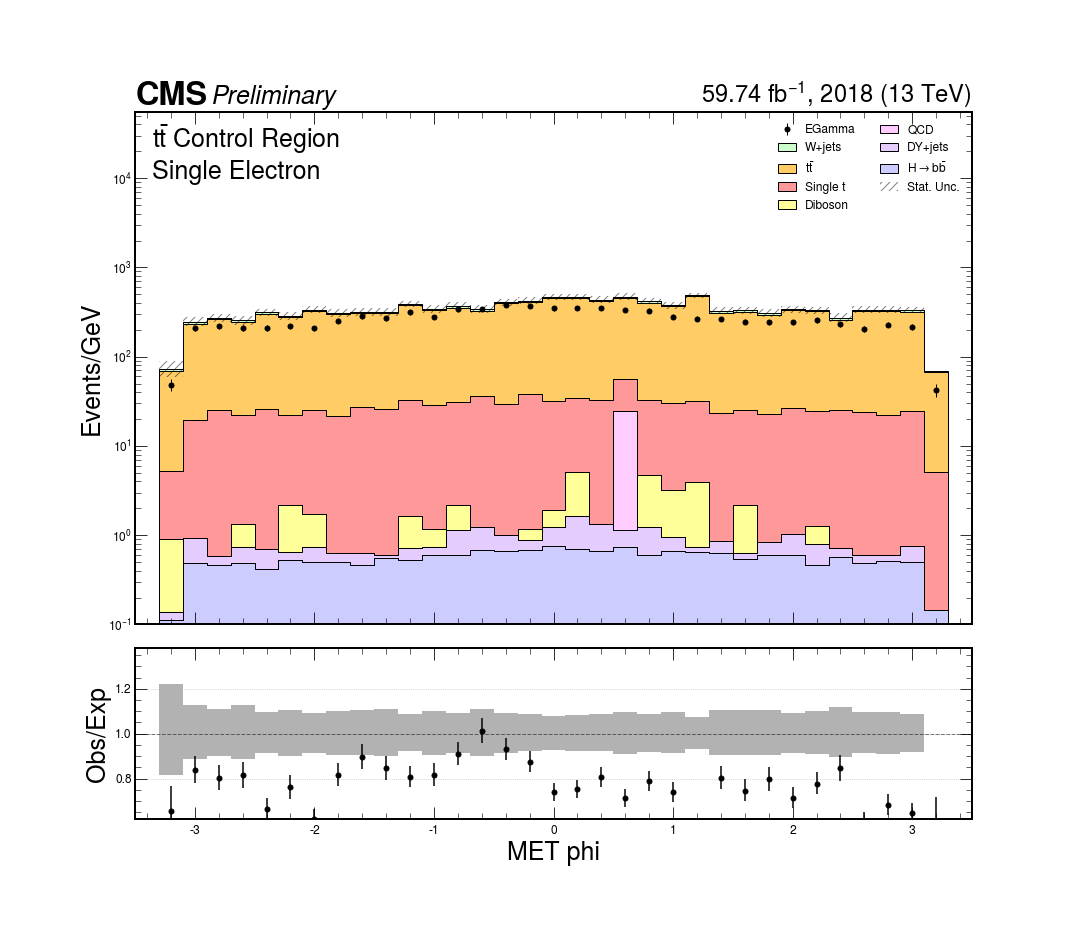 CMS Preliminary
59.74 fb⁻¹, 2018 (13 TeV)
tt̄ Control Region
Single Electron
EGamma
W+jets
tt̄
Single t
Diboson
QCD
DY+jets
H→bb̄
Stat. Unc.
Events/GeV
10⁴
10³
10²
10¹
10⁰
10⁻¹
Obs/Exp
1.2
1.0
0.8
-3 -2 -1 0 1 2 3
MET phi